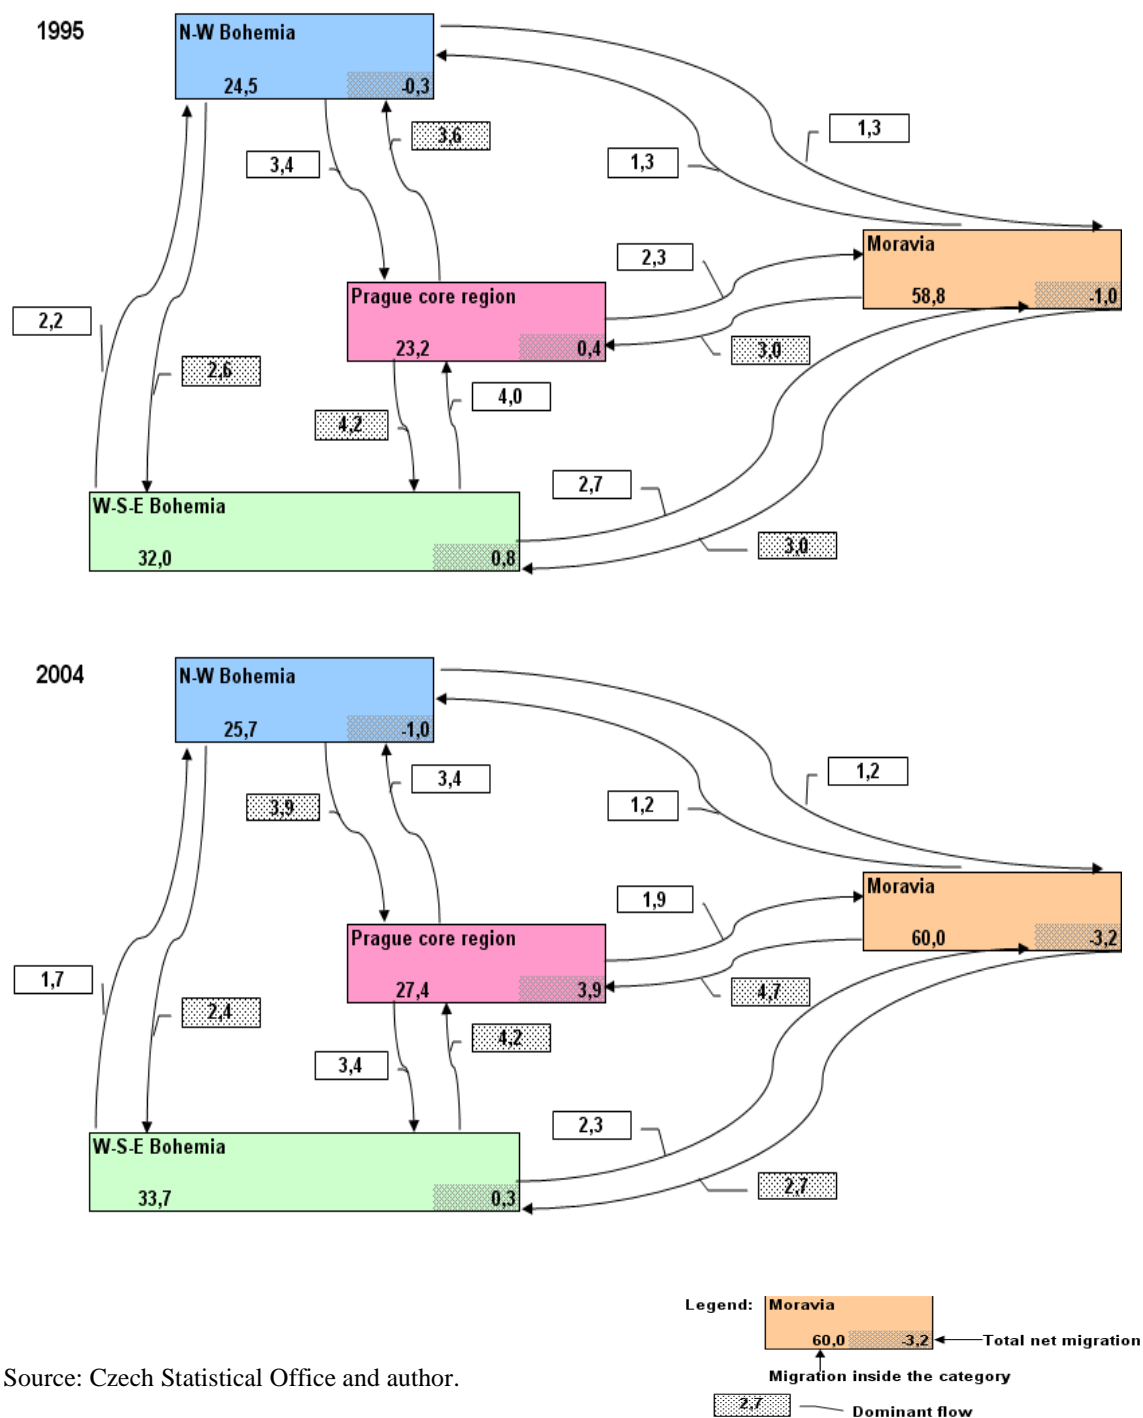 1995
N-W Bohemia
24,5 -0,3
1,3
3,6
3,4
1,3
Moravia
2,3
58,8 -1,0
Prague core region
2,2
23,2 0,4
3,0
2,6
4,0
4,2
2,7
W-S-E Bohemia
32,0 0,8
3,0
2004
N-W Bohemia
25,7 -1,0
1,2
3,4
3,9
1,2
Moravia
1,9
60,0 -3,2
Prague core region
1,7
27,4 3,9
4,7
2,4
4,2
3,4
2,3
W-S-E Bohemia
33,7 0,3
2,7
Legend:
Moravia
60,0 -3,2
Total net migration
Migration inside the category
2,7
Dominant flow
Source: Czech Statistical Office and author.